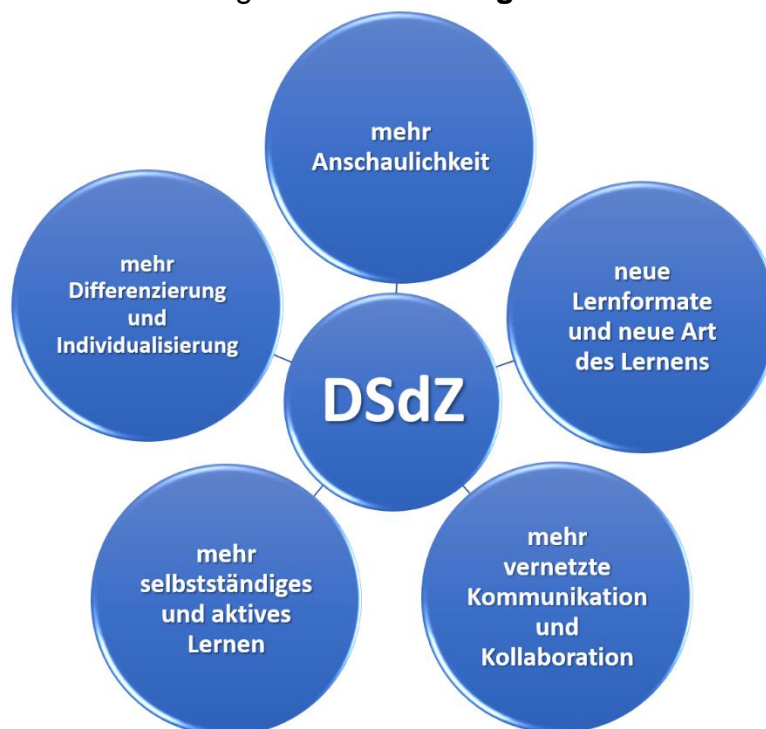 mehr
Anschaulichkeit
neue
Lernformate
und neue Art
des Lernens
mehr
vernetzte
Kommunikation
und
Kollaboration
mehr
selbstständiges
und aktives
Lernen
mehr
Differenzierung
und
Individualisierung
DSdZ